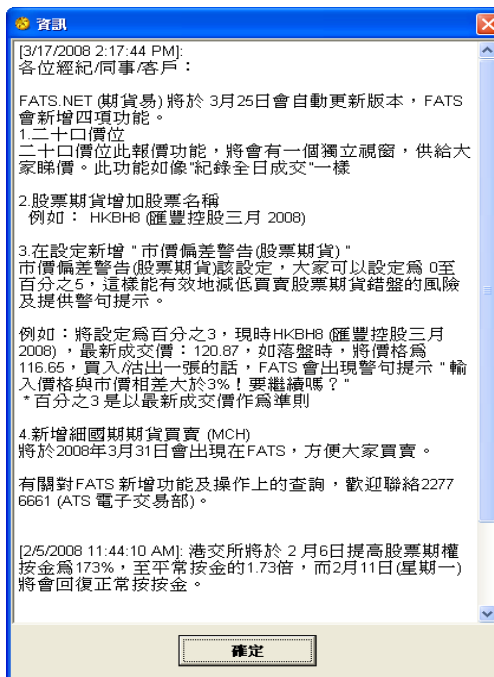 資訊
[3/17/2008 2:17:44 PM]:
各位經紀/同事/客戶：
FATS.NET (期貨易) 將於 3月25日會自動更新版本，FATS
會新增四項功能。
1.二十口價位
二十口價位此報價功能，將會有一個獨立視窗，供給大
家睇價。此功能如像"紀錄全日成交"一樣
2.股票期貨增加股票名稱
例如： HKBH8 (匯豐控股三月 2008)
3.在設定新增 " 市價偏差警告(股票期貨) "
市價偏差警告(股票期貨)該設定，大家可以設定為 0至
百分之5，這樣能有效地減低買賣股票期貨錯盤的風險
及提供警句提示。
例如：將設定為百分之3，現時HKBH8 (匯豐控股三月
2008) ，最新成交價：120.87，如落盤時，將價格為
116.65，買入/沽出一張的話，FATS 會出現警句提示 " 輸
入價格與市價相差大於3%！要繼續嗎？"
* 百分之3 是以最新成交價作為準則
4.新增細國期期貨買賣 (MCH)
將於2008年3月31日會出現在FATS，方便大家買賣。
有關對FATS 新增功能及操作上的查詢，歡迎聯絡2277
6661 (ATS 電子交易部)。
[2/5/2008 11:44:10 AM]: 港交所將於 2 月6日提高股票期權
按金為173%，至平常按金的1.73倍，而2月11日(星期一)
將會回復正常按按金。
確定